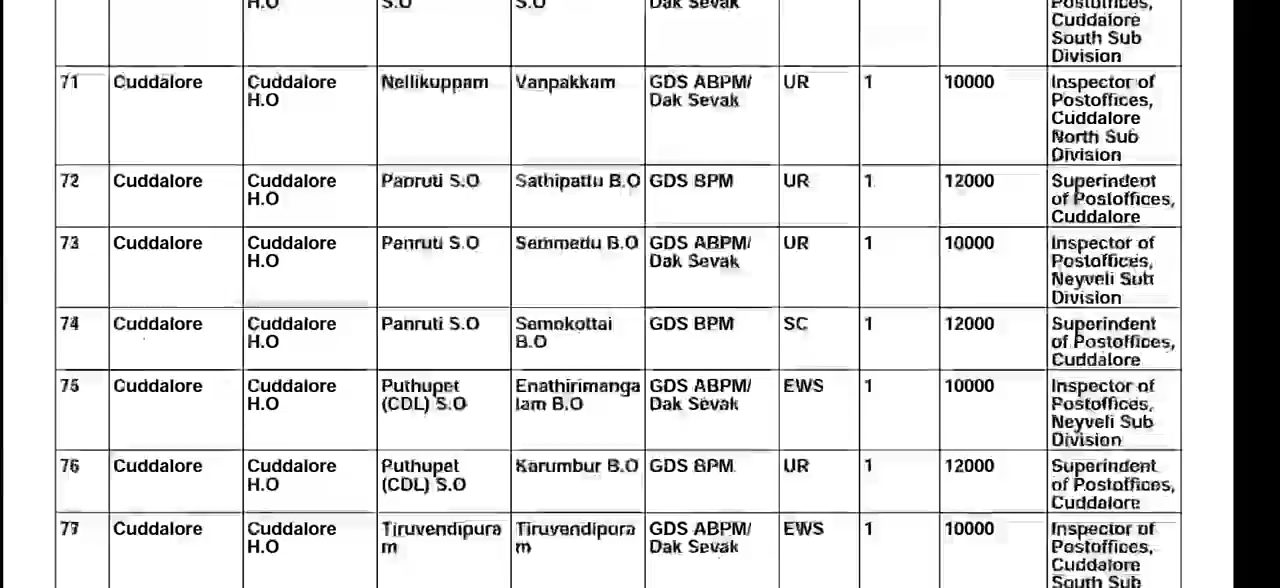 H.O S.O S.O Dak Sevak Postoffices,
Cuddalore
South Sub
Division
71 Cuddalore Cuddalore Nellikuppam Vanpakkam GDS ABPM/ UR 1 10000 Inspector of
H.O Dak Sevak Postoffices,
Cuddalore
North Sub
Division
72 Cuddalore Cuddalore Panruti S.O Sathipattu B.O GDS BPM UR 1 12000 Superindent
H.O of Postoffices,
Cuddalore
73 Cuddalore Cuddalore Panruti S.O Semmedu B.O GDS ABPM/ UR 1 10000 Inspector of
H.O Dak Sevak Postoffices,
Neyveli Sub
Division
74 Cuddalore Cuddalore Panruti S.O Semakottai GDS BPM SC 1 12000 Superindent
H.O B.O of Postoffices,
Cuddalore
75 Cuddalore Cuddalore Puthupet Enathirimanga GDS ABPM/ EWS 1 10000 Inspector of
H.O (CDL) S.O lam B.O Dak Sevak Postoffices,
Neyveli Sub
Division
76 Cuddalore Cuddalore Puthupet Karumbur B.O GDS BPM UR 1 12000 Superindent
H.O (CDL) S.O of Postoffices,
Cuddalore
77 Cuddalore Cuddalore Tiruvendipura Tiruvendipura GDS ABPM/ EWS 1 10000 Inspector of
H.O m m Dak Sevak Postoffices,
Cuddalore
South Sub